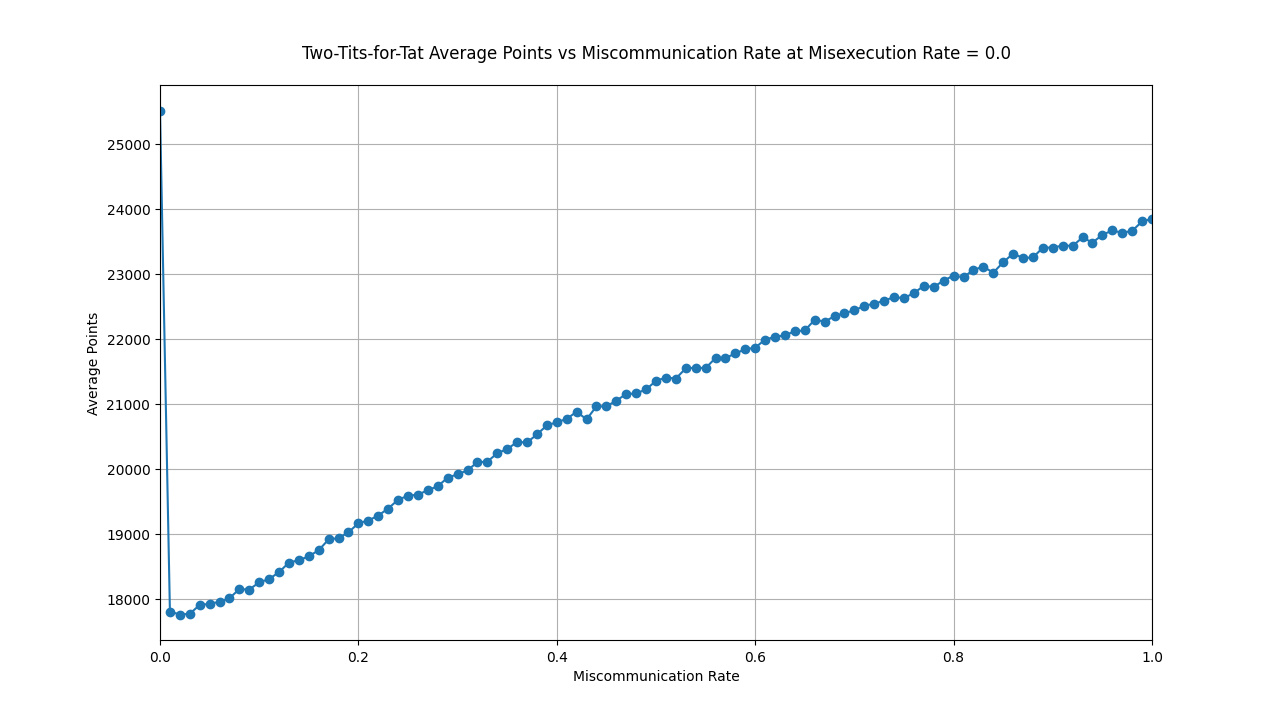 Two-Tits-for-Tat Average Points vs Miscommunication Rate at Misexecution Rate = 0.0
25000
24000
23000
22000
21000
20000
19000
18000
Average Points
0.0 0.2 0.4 0.6 0.8 1.0
Miscommunication Rate